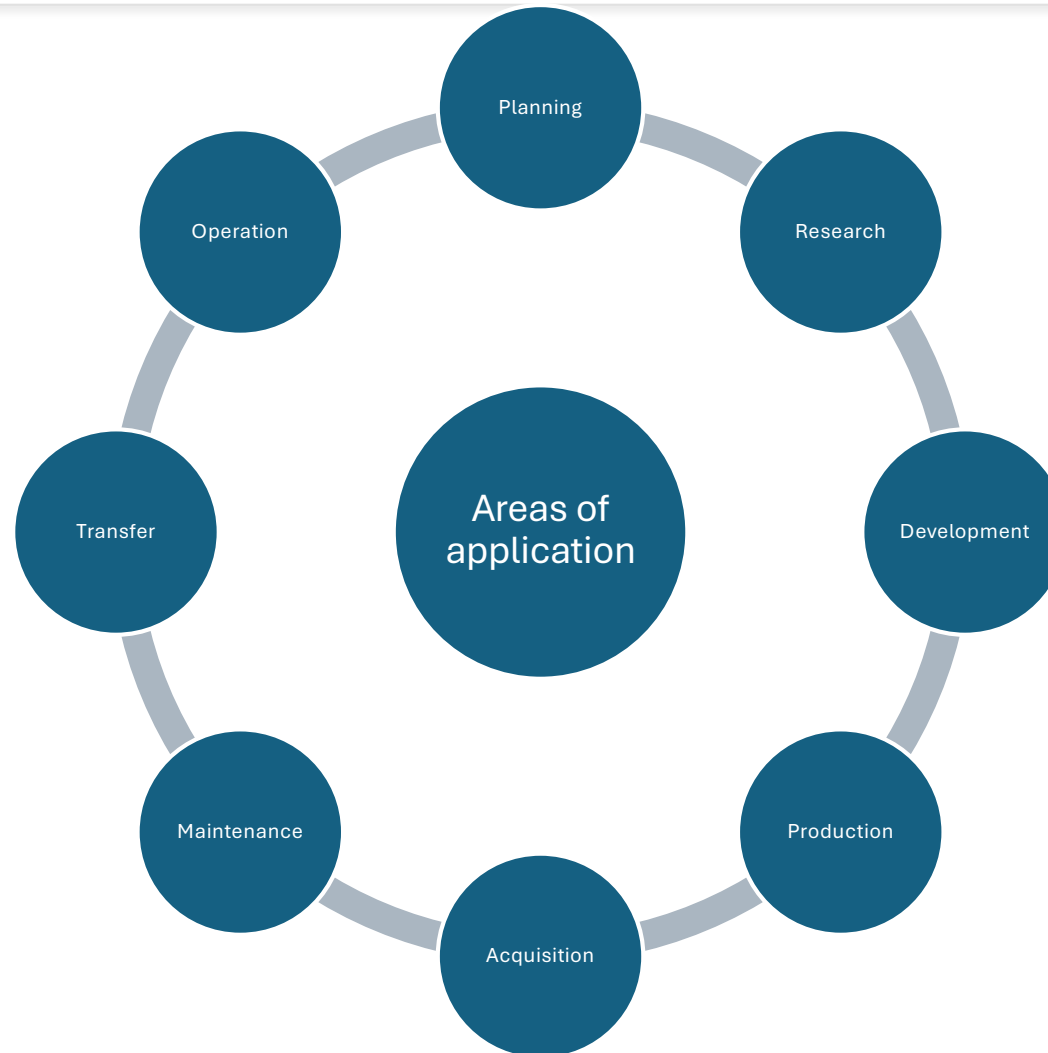 Planning
Research
Development
Production
Acquisition
Maintenance
Transfer
Operation
Areas of
application